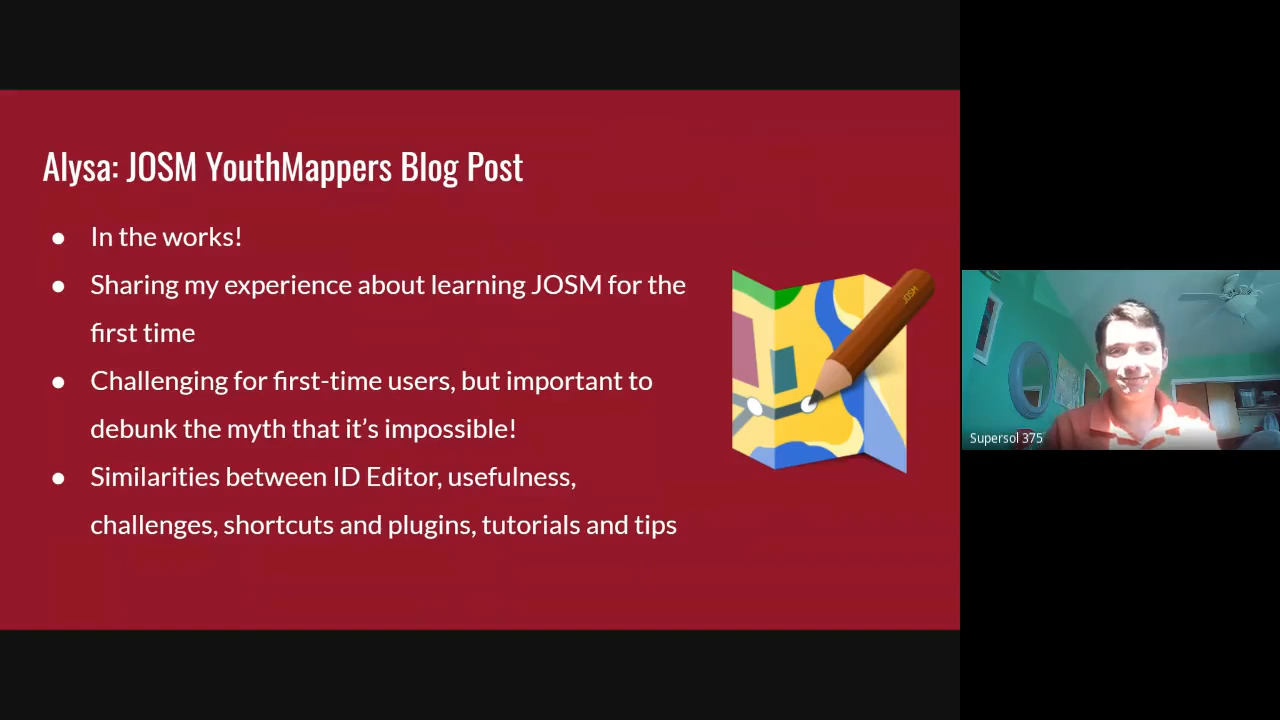 Alysa: JOSM YouthMappers Blog Post
● In the works!
● Sharing my experience about learning JOSM for the
first time
● Challenging for first-time users, but important to
debunk the myth that it's impossible!
● Similarities between ID Editor, usefulness,
challenges, shortcuts and plugins, tutorials and tips
JOSM
Supersol 375